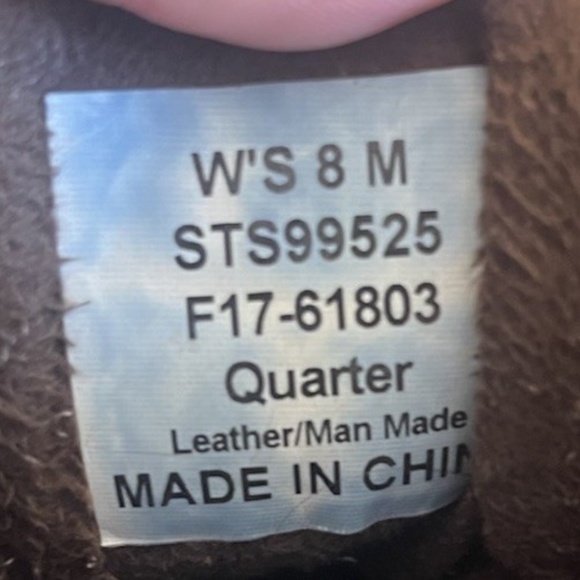 W'S 8 M
STS99525
F17-61803
Quarter
Leather/Man Made
MADE IN CHIN